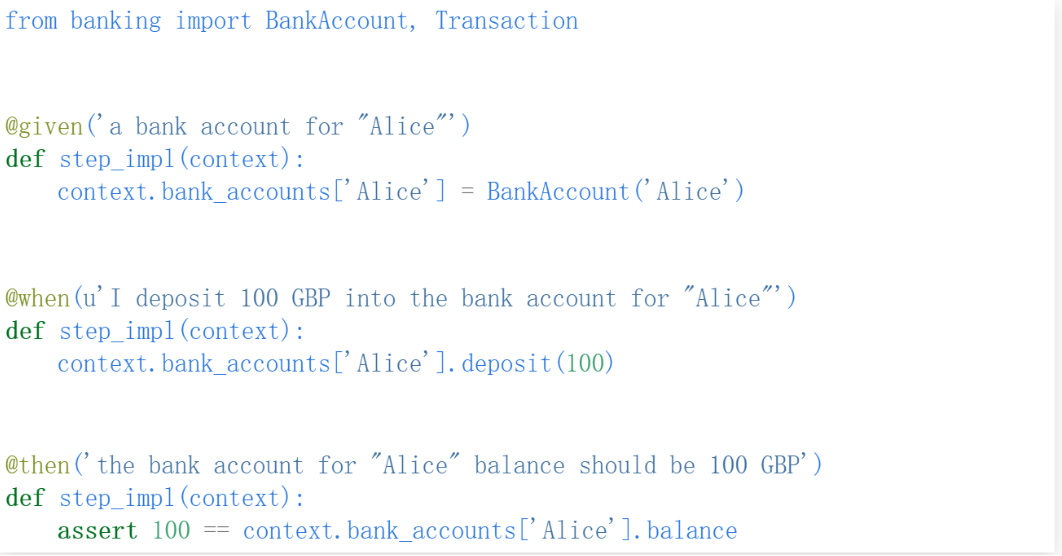 from banking import BankAccount, Transaction
@given('a bank account for "Alice"')
def step_impl(context):
    context.bank_accounts['Alice'] = BankAccount('Alice')
@when(u'I deposit 100 GBP into the bank account for "Alice"')
def step_impl(context):
    context.bank_accounts['Alice'].deposit(100)
@then('the bank account for "Alice" balance should be 100 GBP')
def step_impl(context):
    assert 100 == context.bank_accounts['Alice'].balance